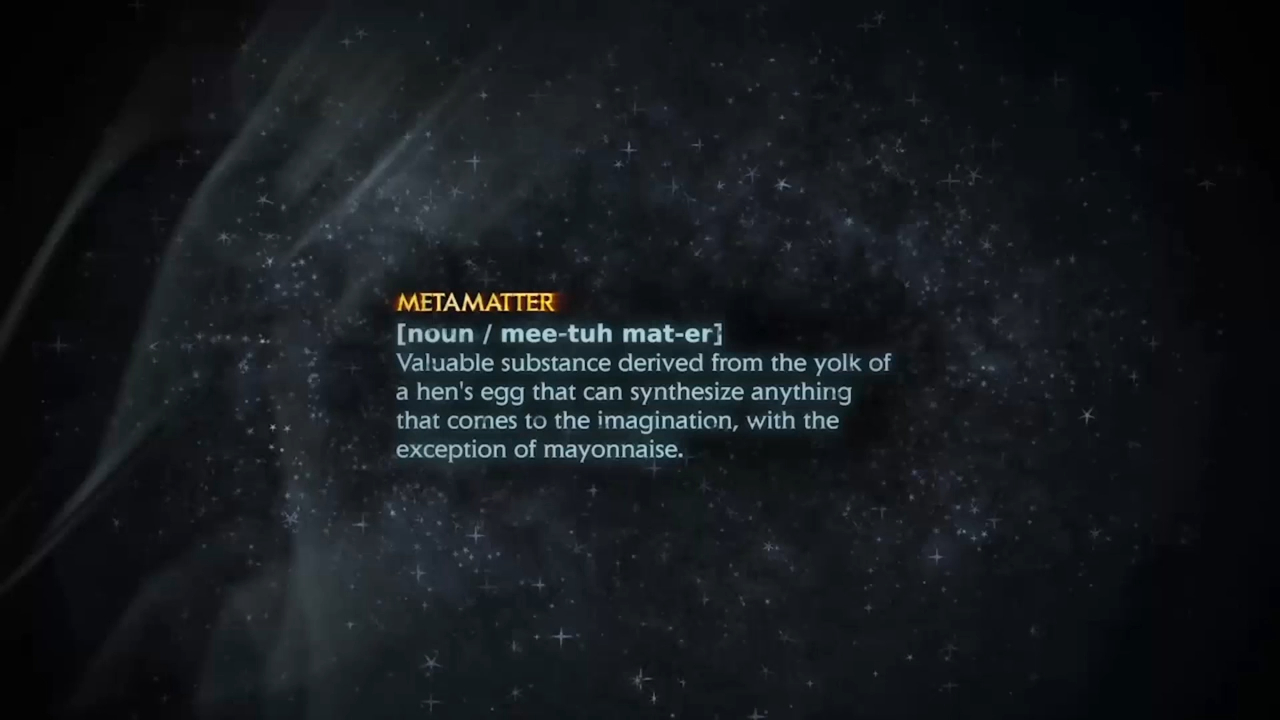 METAMATTER
[noun / mee-tuh mat-er]
Valuable substance derived from the yolk of
a hen's egg that can synthesize anything
that comes to the imagination, with the
exception of mayonnaise.